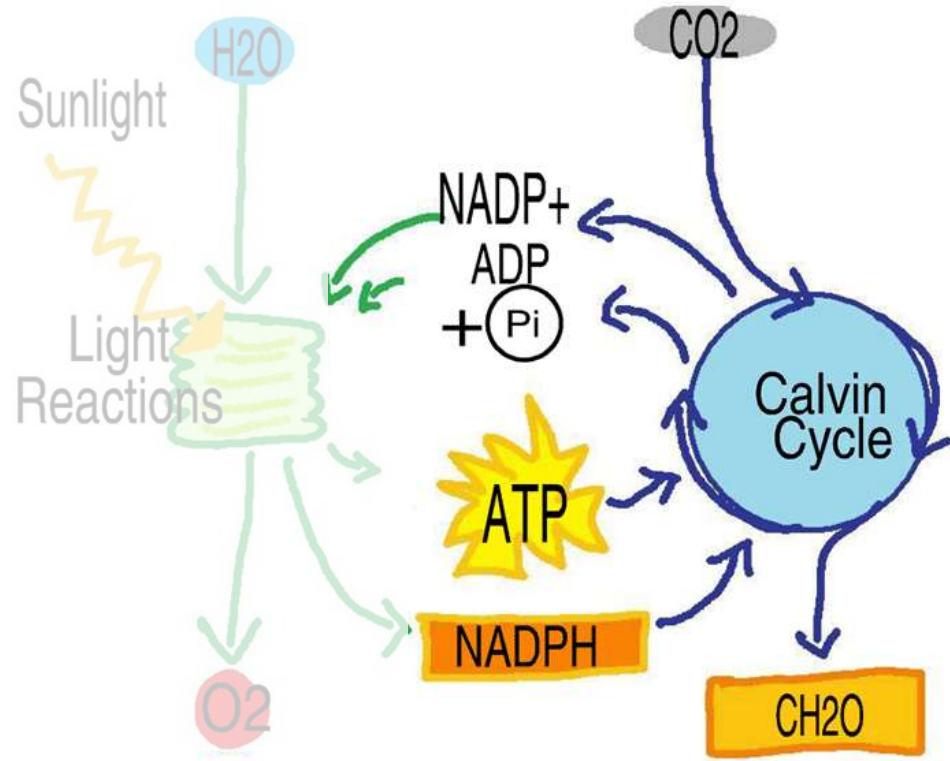 H2O
CO2
Sunlight
NADP+
ADP
+ Pi
Light
Reactions
Calvin
Cycle
ATP
NADPH
O2
CH2O